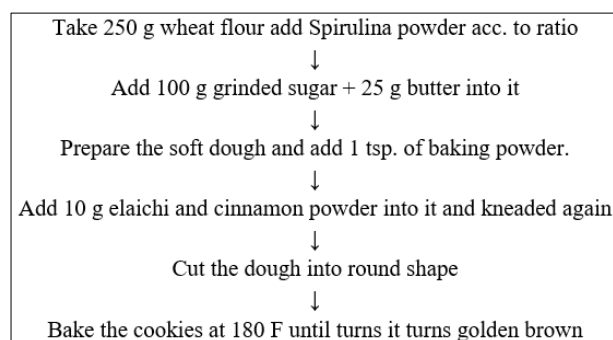 Take 250 g wheat flour add Spirulina powder acc. to ratio
↓
Add 100 g grinded sugar + 25 g butter into it
↓
Prepare the soft dough and add 1 tsp. of baking powder.
↓
Add 10 g elaichi and cinnamon powder into it and kneaded again
↓
Cut the dough into round shape
↓
Bake the cookies at 180 F until turns it turns golden brown